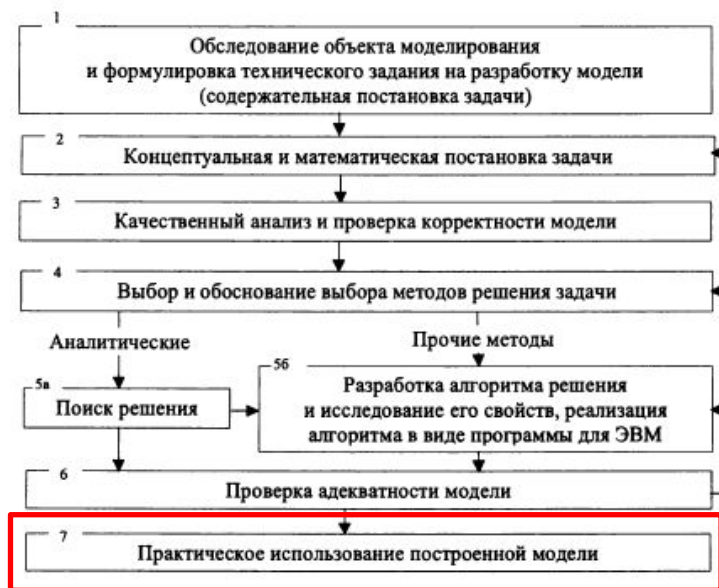 1
Обследование объекта моделирования
и формулировка технического задания на разработку модели
(содержательная постановка задачи)
2
Концептуальная и математическая постановка задачи
3
Качественный анализ и проверка корректности модели
4
Выбор и обоснование выбора методов решения задачи
Аналитические
Прочие методы
5а
Поиск решения
5б
Разработка алгоритма решения
и исследование его свойств, реализация
алгоритма в виде программы для ЭВМ
6
Проверка адекватности модели
7
Практическое использование построенной модели